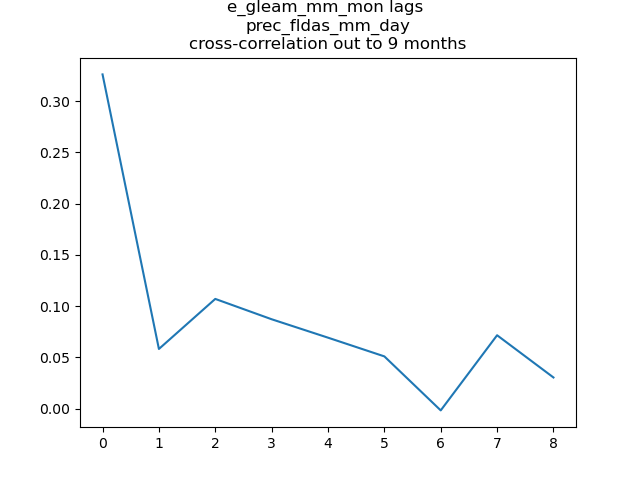 e_gleam_mm_mon lags
prec_fldas_mm_day
cross-correlation out to 9 months
0.30
0.25
0.20
0.15
0.10
0.05
0.00
0 1 2 3 4 5 6 7 8